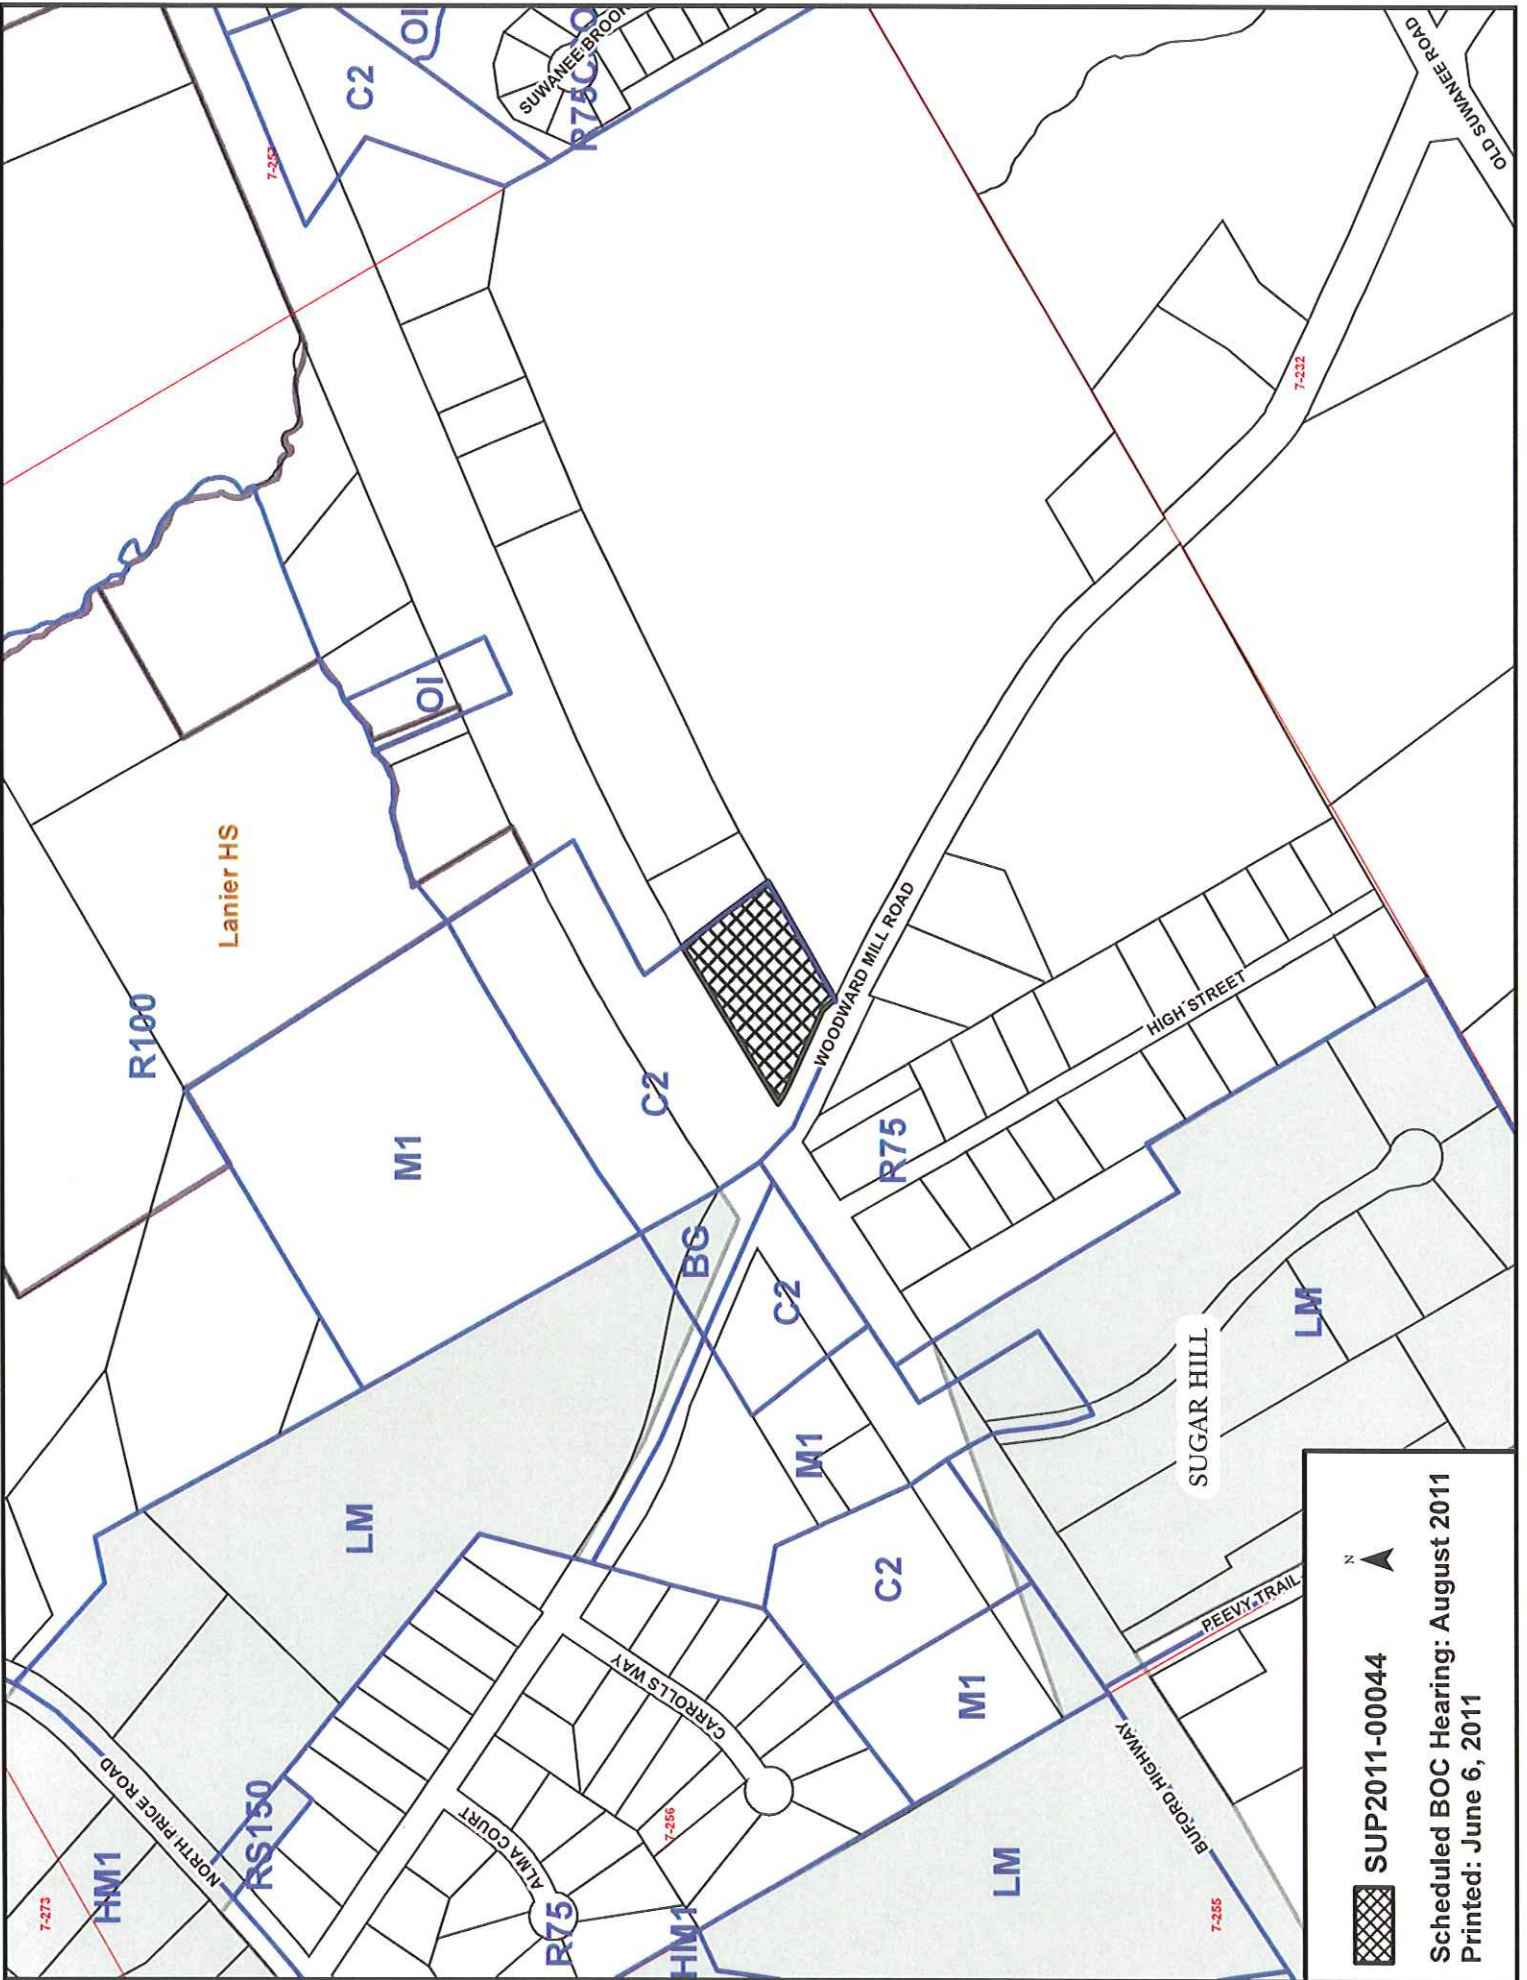 7-273
HM1
NORTH PRICE ROAD
RS150
ALMA COURT
R75
HM1
7-256
CARROLLS WAY
LM
LM
7-255
BUFORD HIGHWAY
PEEVY TRAIL
M1
C2
M1
C2
BG
R100
M1
C2
Lanier HS
OI
C2
OI
7-257
SUWANEE BROOK
WOODWARD MILL ROAD
R75
HIGH STREET
SUGAR HILL
LM
7-232
OLD SUWANEE ROAD
N
SUP2011-00044
Scheduled BOC Hearing: August 2011
Printed: June 6, 2011